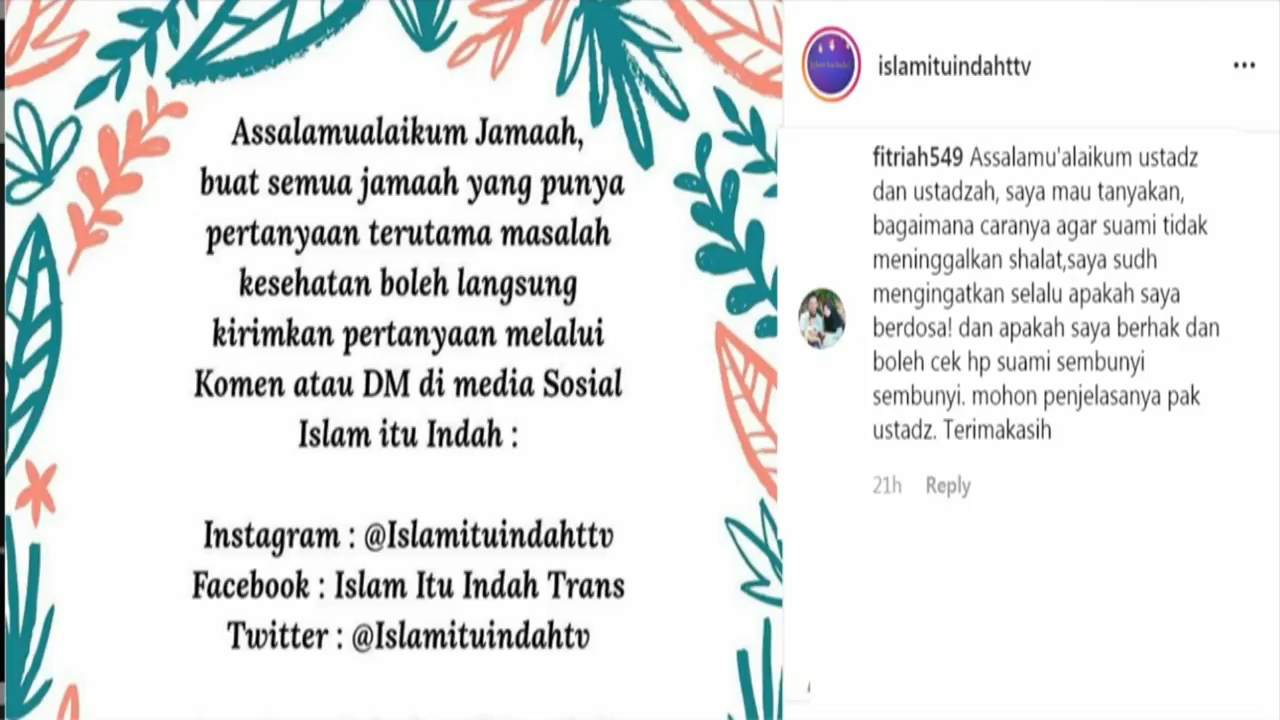 Assalamualaikum Jamaah,
buat semua jamaah yang punya
pertanyaan terutama masalah
kesehatan boleh langsung
kirimkan pertanyaan melalui
Komen atau DM di media Sosial
Islam itu Indah :
Instagram : @Islamituindahttv
Facebook : Islam Itu Indah Trans
Twitter : @Islamituindahtv
islamituindahttv
fitriah549 Assalamu'alaikum ustadz
dan ustadzah, saya mau tanyakan,
bagaimana caranya agar suami tidak
meninggalkan shalat,saya sudh
mengingatkan selalu apakah saya
berdosa! dan apakah saya berhak dan
boleh cek hp suami sembunyi
sembunyi. mohon penjelasanya pak
ustadz. Terimakasih
21h Reply